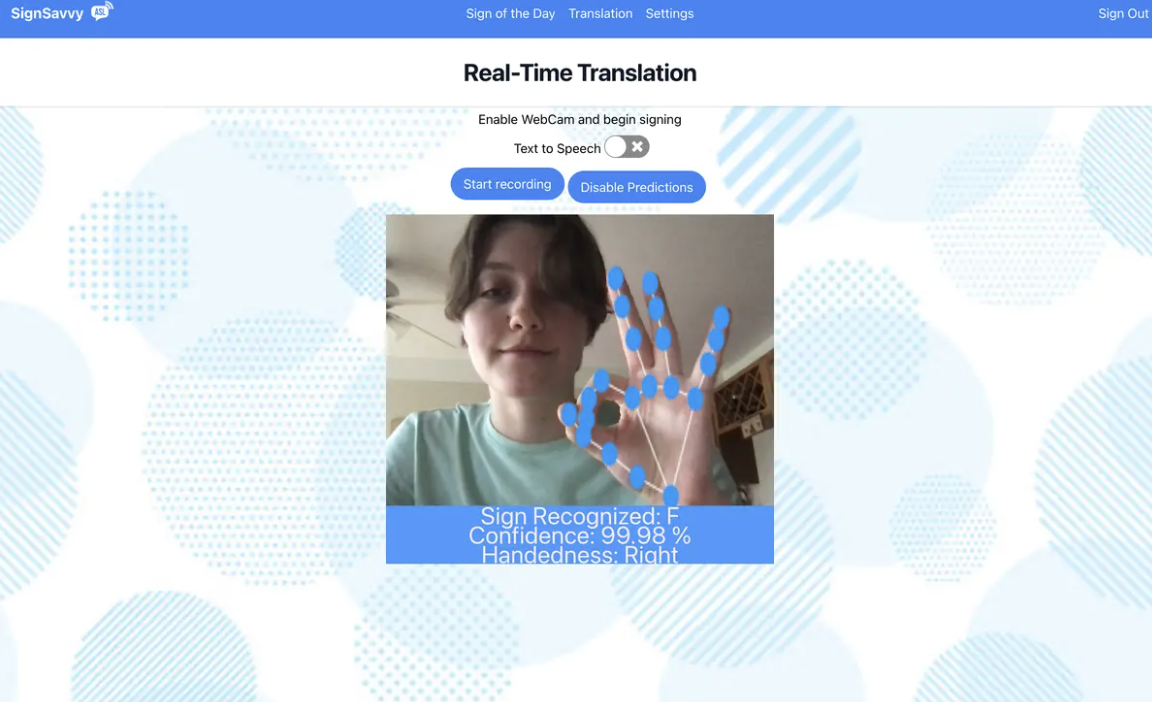 SignSavvy ASL
Sign of the Day Translation Settings
Sign Out
Real-Time Translation
Enable WebCam and begin signing
Text to Speech
Start recording Disable Predictions
Sign Recognized: F
Confidence: 99.98 %
Handedness: Right